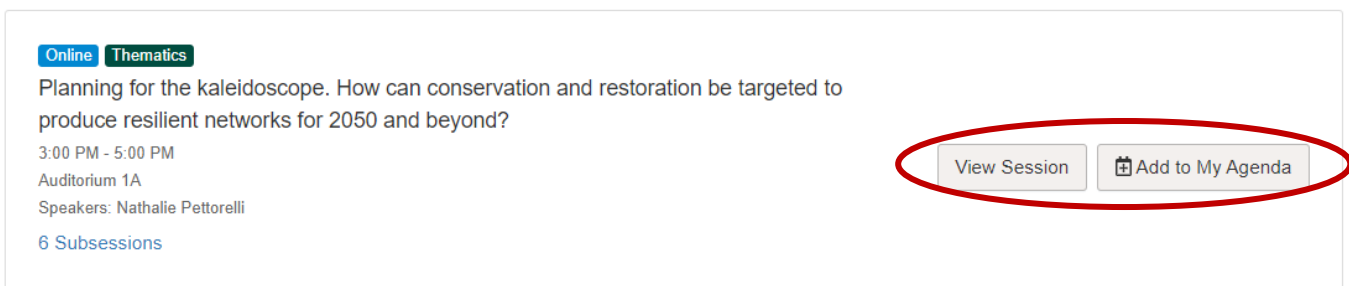 Online Thematics
Planning for the kaleidoscope. How can conservation and restoration be targeted to
produce resilient networks for 2050 and beyond?
3:00 PM - 5:00 PM
Auditorium 1A
Speakers: Nathalie Pettorelli
6 Subsessions
View Session Add to My Agenda